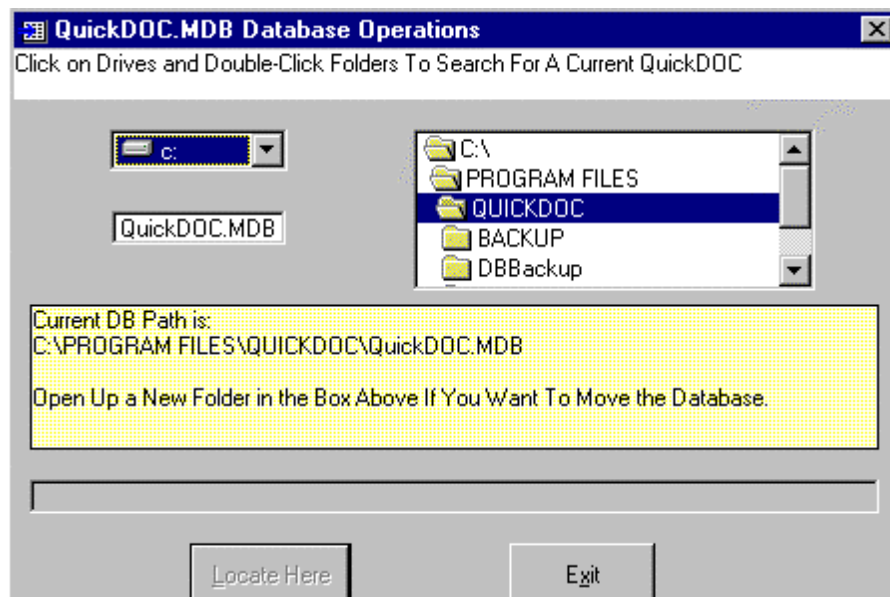 QuickDOC.MDB Database Operations
Click on Drives and Double-Click Folders To Search For A Current QuickDOC
c:
C:\
PROGRAM FILES
QuickDOC.MDB
QUICKDOC
BACKUP
DBBackup
Current DB Path is:
C:\PROGRAM FILES\QUICKDOC\QuickDOC.MDB
Open Up a New Folder in the Box Above If You Want To Move the Database.
Locate Here
Exit